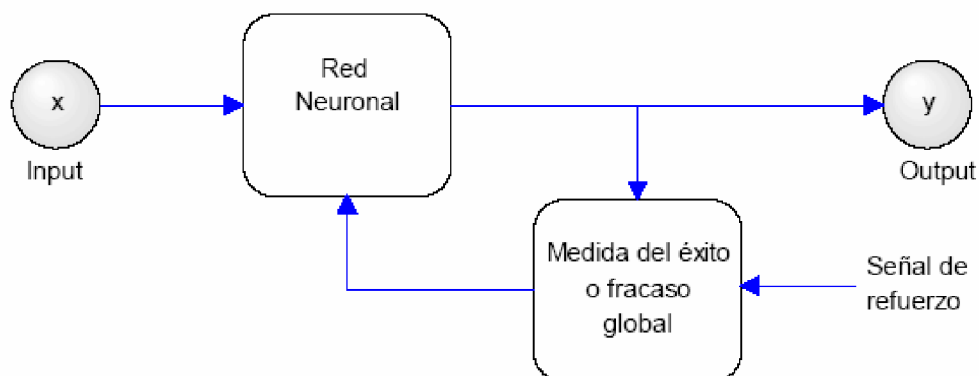 Red
Neuronal
x
Input
y
Output
Medida del éxito
o fracaso
global
Señal de
refuerzo